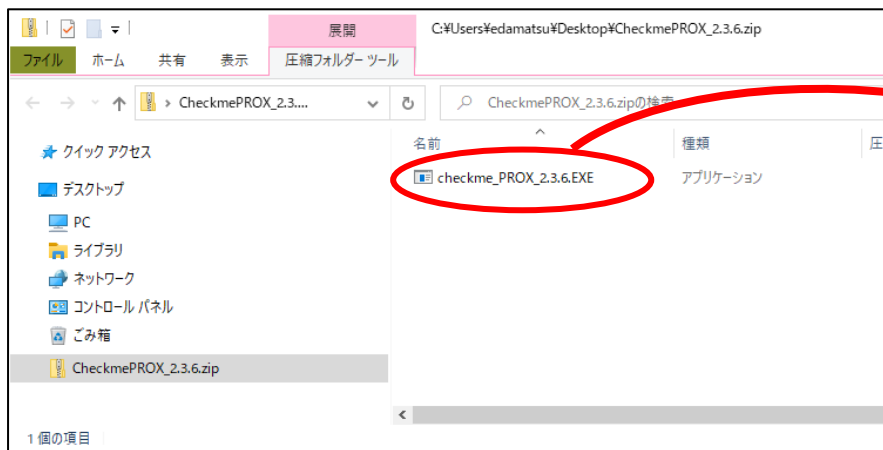 展開
C:¥Users¥edamatsu¥Desktop¥CheckmePROX_2.3.6.zip
ファイル ホーム 共有 表示 圧縮フォルダー ツール
CheckmePROX_2.3.... CheckmePROX_2.3.6.zipの検索
クイック アクセス
デスクトップ
PC
ライブラリ
ネットワーク
コントロール パネル
ごみ箱
CheckmePROX_2.3.6.zip
名前 種類 圧
checkme_PROX_2.3.6.EXE アプリケーション
1 個の項目